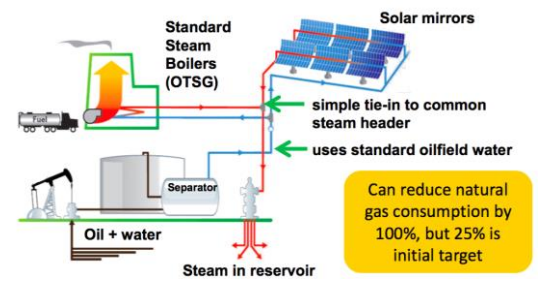 Standard
Steam
Boilers
(OTSG)
Solar mirrors
Fuel
simple tie-in to common
steam header
uses standard oilfield water
Separator
Oil + water
Steam in reservoir
Can reduce natural
gas consumption by
100%, but 25% is
initial target